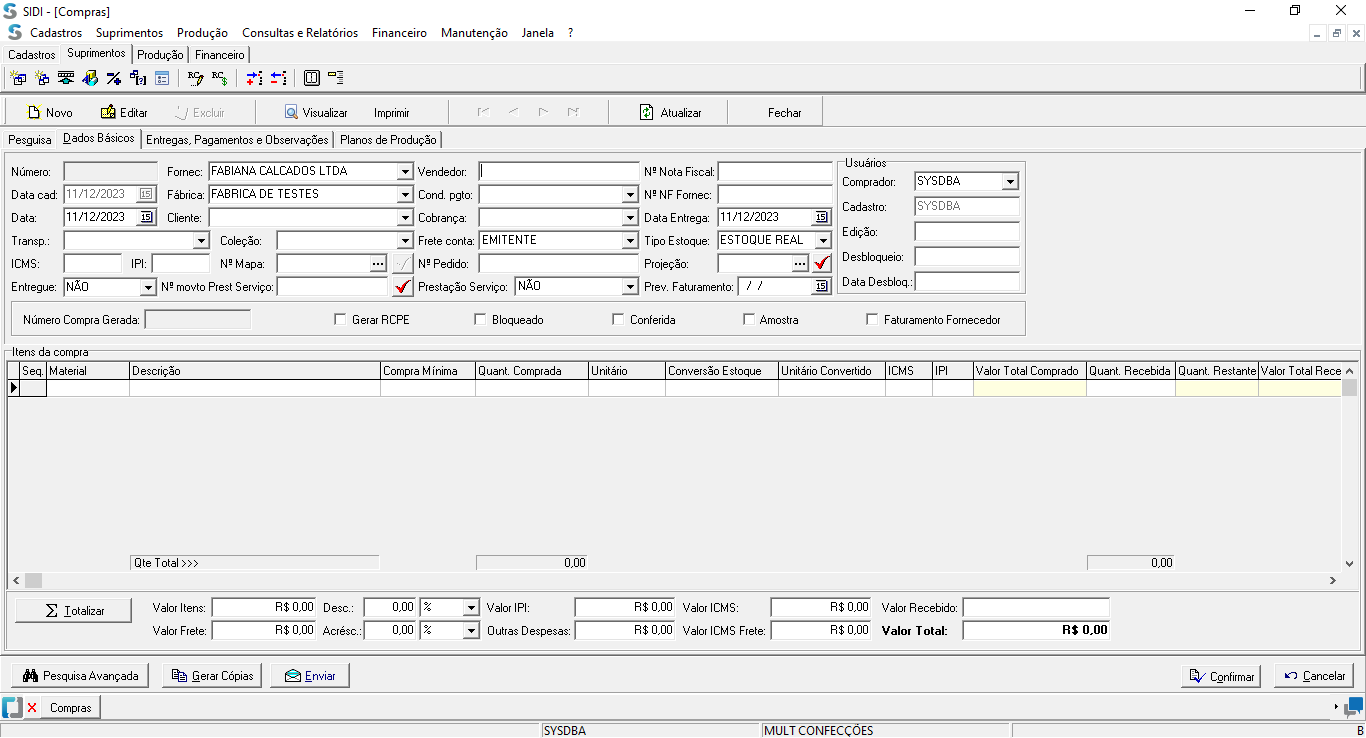 SIDI - [Compras]
Cadastros Suprimentos Produção Consultas e Relatórios Financeiro Manutenção Janela ?
Cadastros Suprimentos Produção Financeiro
Novo Editar Excluir Visualizar Imprimir Atualizar Fechar
Pesquisa Dados Básicos Entregas, Pagamentos e Observações Planos de Produção
Usuários
Número: Fornec: FABIANA CALCADOS LTDA Vendedor: Nº Nota Fiscal:
Comprador: SYSDBA
Data cad: 11/12/2023 15 Fábrica: FABRICA DE TESTES Cond. pgto: Nº NF Fornec:
Cadastro: SYSDBA
Data: 11/12/2023 15 Cliente: Cobrança: Data Entrega: 11/12/2023 15
Edição:
Transp.: Coleção: Frete conta: EMITENTE Tipo Estoque: ESTOQUE REAL
Desbloqueio:
ICMS: IPI: Nº Mapa: ... Nº Pedido: Projeção: ...
Data Desbloq.:
Entregue: NÃO Nº movto Prest Serviço: Prestação Serviço: NÃO Prev. Faturamento: / / 15
Número Compra Gerada: Gerar RCPE Bloqueado Conferida Amostra Faturamento Fornecedor
Itens da compra
Seq. Material Descrição Compra Mínima Quant. Comprada Unitário Conversão Estoque Unitário Convertido ICMS IPI Valor Total Comprado Quant. Recebida Quant. Restante Valor Total Rece
Qte Total >>> 0,00 0,00
Σ Totalizar Valor Itens: R$ 0,00 Desc.: 0,00 % Valor IPI: R$ 0,00 Valor ICMS: R$ 0,00 Valor Recebido:
Valor Frete: R$ 0,00 Acrésc.: 0,00 % Outras Despesas: R$ 0,00 Valor ICMS Frete: R$ 0,00 Valor Total: R$ 0,00
Pesquisa Avançada Gerar Cópias Enviar Confirmar Cancelar
Compras
SYSDBA MULT CONFECÇÕES B